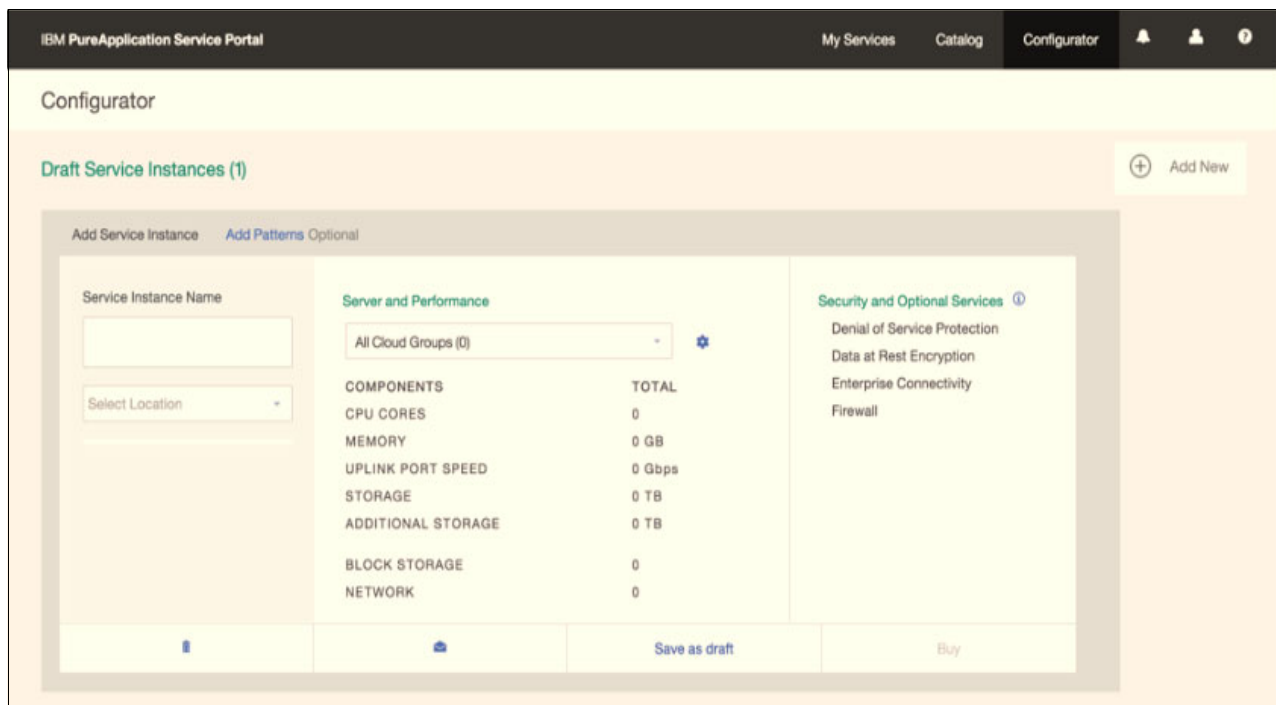 IBM PureApplication Service Portal My Services Catalog Configurator
Configurator
Draft Service Instances (1) Add New
Add Service Instance Add Patterns Optional
Service Instance Name
Select Location
Server and Performance
All Cloud Groups (0)
COMPONENTS TOTAL
CPU CORES 0
MEMORY 0 GB
UPLINK PORT SPEED 0 Gbps
STORAGE 0 TB
ADDITIONAL STORAGE 0 TB
BLOCK STORAGE 0
NETWORK 0
Security and Optional Services
Denial of Service Protection
Data at Rest Encryption
Enterprise Connectivity
Firewall
Save as draft Buy